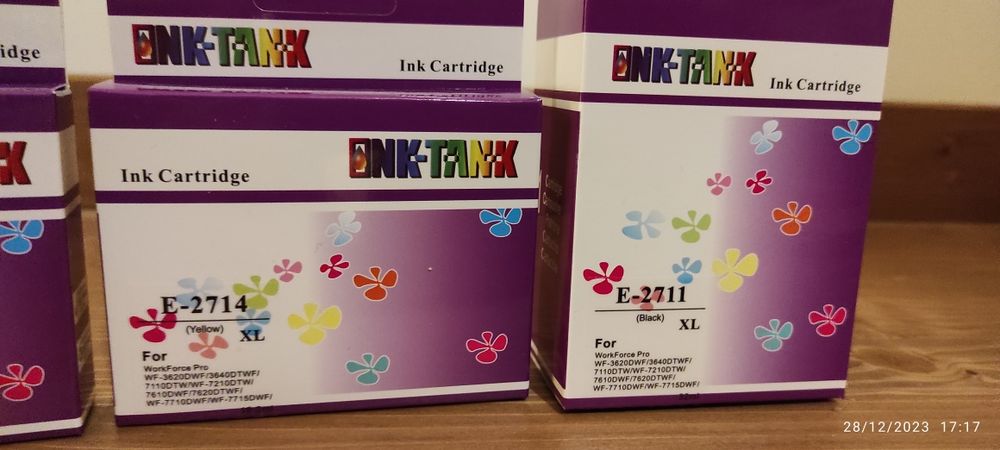 idge
INK-TANK
Ink Cartridge
K
Ink Cartridge
INK-TANK
E-2714
(Yellow)
XL
For
WorkForce Pro
WF-3620DWF/3640DTWF/
7110DTW/WF-7210DTW/
7610DWF/7620DTWF/
WF-7710DWF/WF-7715DWF/
INK-TANK
Ink Cartridge
E-2711
(Black)
XL
For
WorkForce Pro
WF-3620DWF/3640DTWF/
7110DTW/WF-7210DTW/
7610DWF/7620DTWF/
WF-7710DWF/WF-7715DWF/
28/12/2023 17:17